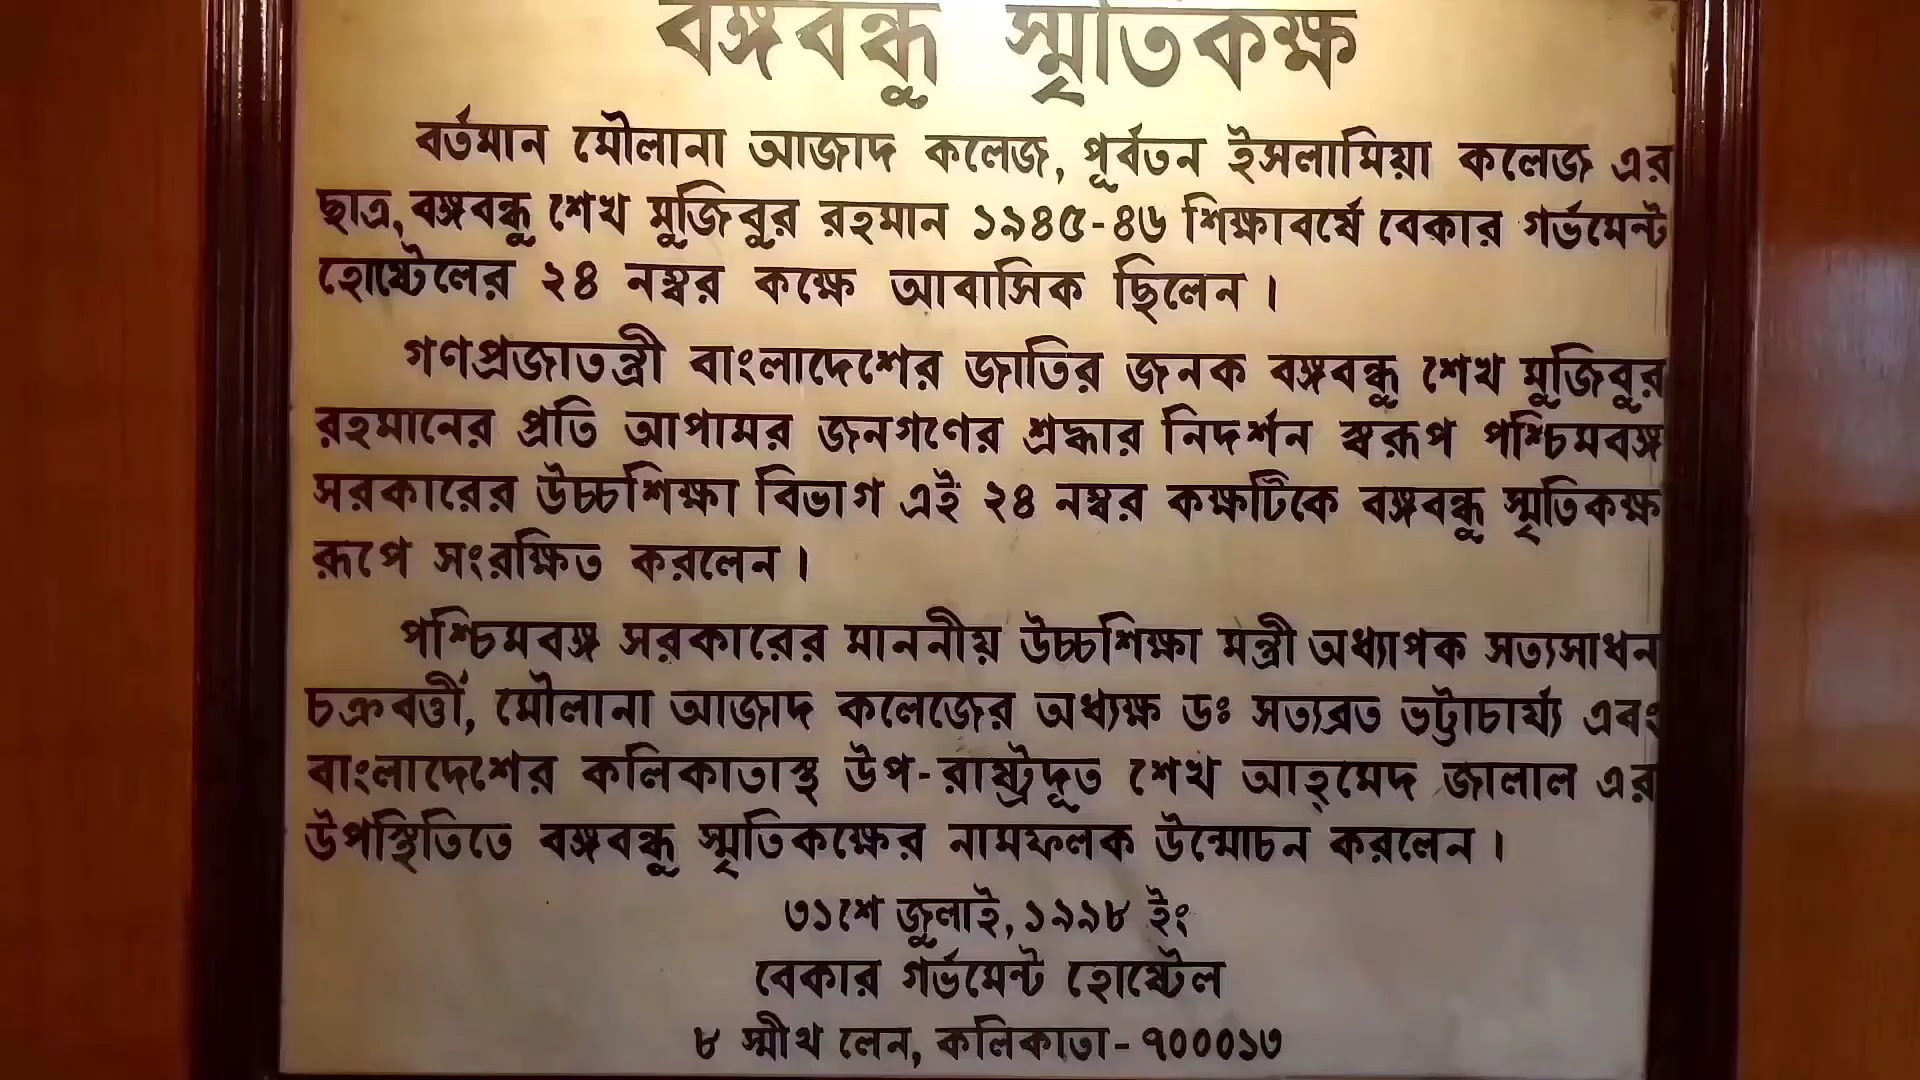 বঙ্গবন্ধু স্মৃতিকক্ষ
বর্তমান মৌলানা আজাদ কলেজ, পূর্বতন ইসলামিয়া কলেজ এর
ছাত্র, বঙ্গবন্ধু শেখ মুজিবুর রহমান ১৯৪৫-৪৬ শিক্ষাবর্ষে বেকার গর্ভমেন্ট
হোষ্টেলের ২৪ নম্বর কক্ষে আবাসিক ছিলেন।
গণপ্রজাতন্ত্রী বাংলাদেশের জাতির জনক বঙ্গবন্ধু শেখ মুজিবুর
রহমানের প্রতি আপামর জনগণের শ্রদ্ধার নিদর্শন স্বরূপ পশ্চিমবঙ্গ
সরকারের উচ্চশিক্ষা বিভাগ এই ২৪ নম্বর কক্ষটিকে বঙ্গবন্ধু স্মৃতিকক্ষ
রূপে সংরক্ষিত করলেন।
পশ্চিমবঙ্গ সরকারের মাননীয় উচ্চশিক্ষা মন্ত্রী অধ্যাপক সত্যসাধন
চক্রবর্ত্তী, মৌলানা আজাদ কলেজের অধ্যক্ষ ডঃ সত্যব্রত ভট্টাচার্য্য এবং
বাংলাদেশের কলিকাতাস্থ উপ-রাষ্ট্রদূত শেখ আহ্‌মেদ জালাল এর
উপস্থিতিতে বঙ্গবন্ধু স্মৃতিকক্ষের নামফলক উন্মোচন করলেন।
৩১শে জুলাই, ১৯৯৮ ইং
বেকার গর্ভমেন্ট হোষ্টেল
৮ স্মীথ লেন, কলিকাতা-৭০০০১৩